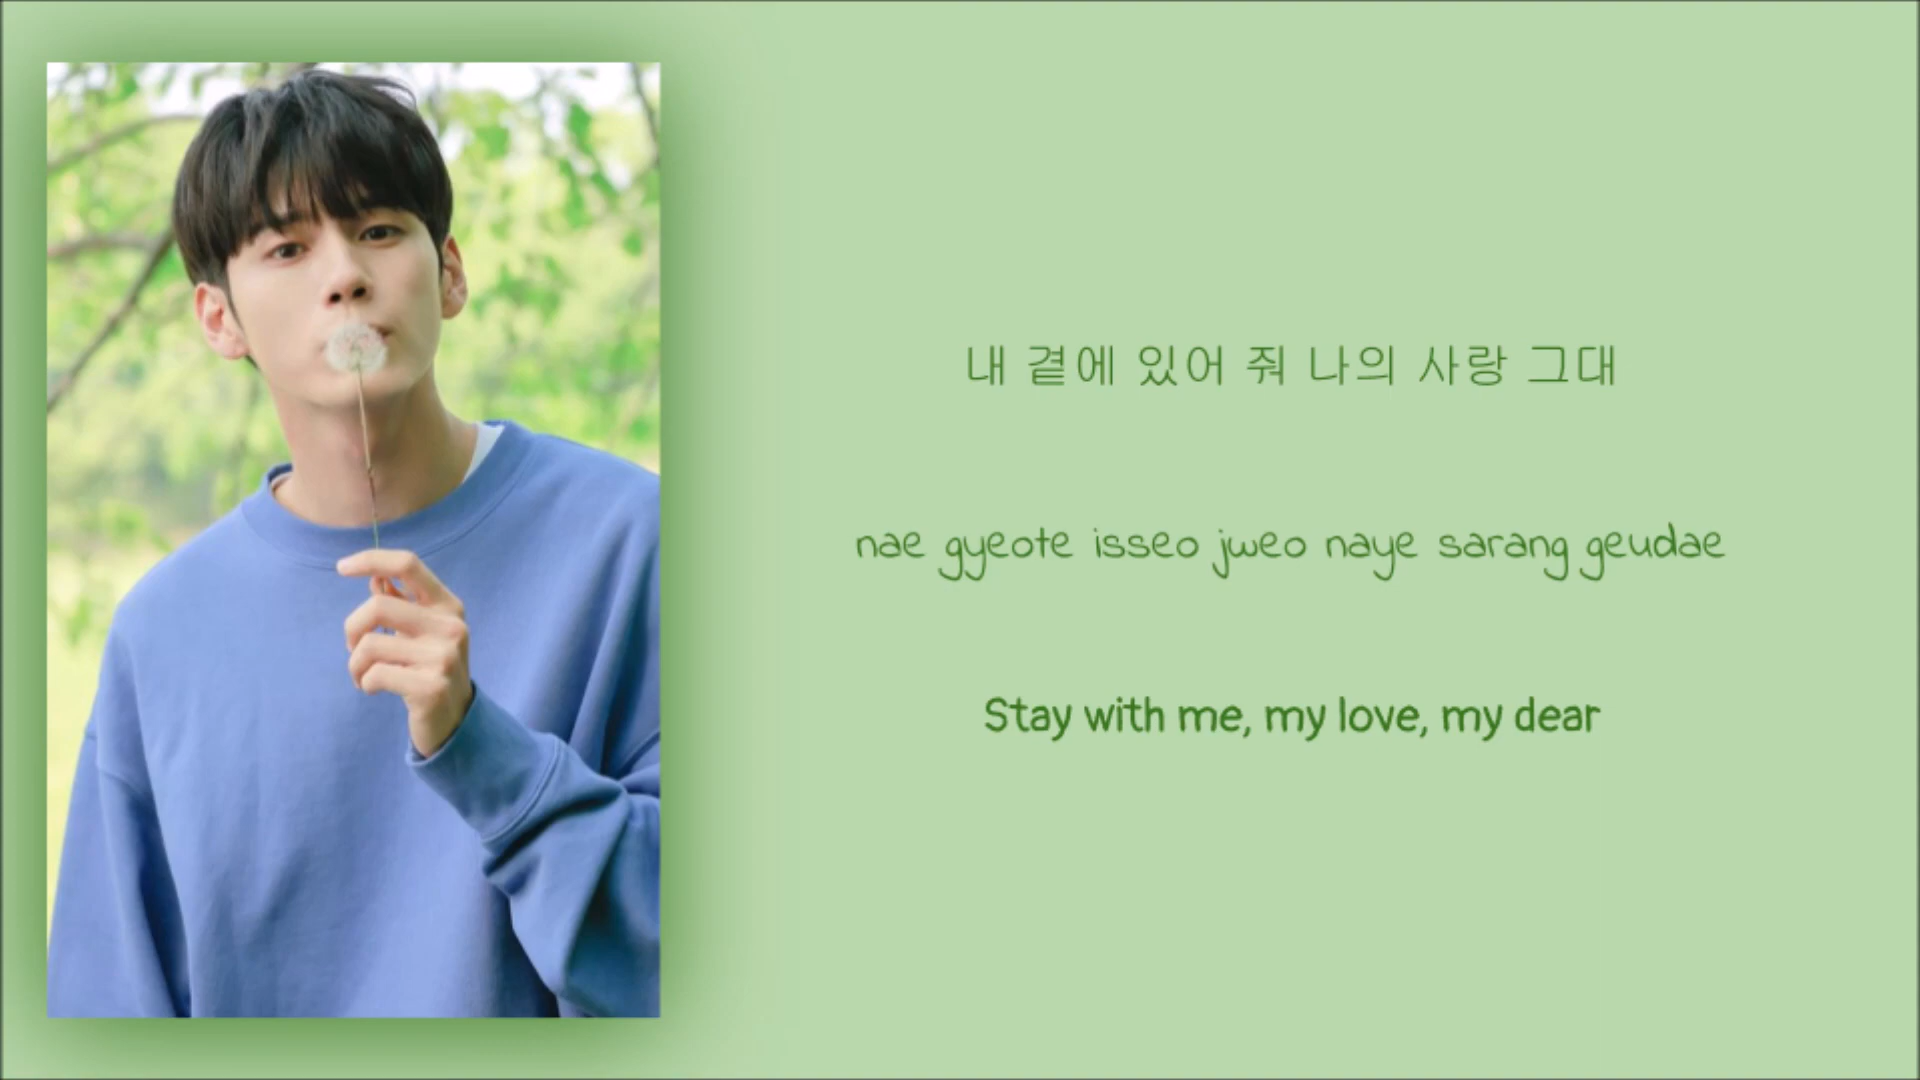 내 곁에 있어 줘 나의 사랑 그대
nae gyeote isseo jweo naye sarang geudae
Stay with me, my love, my dear